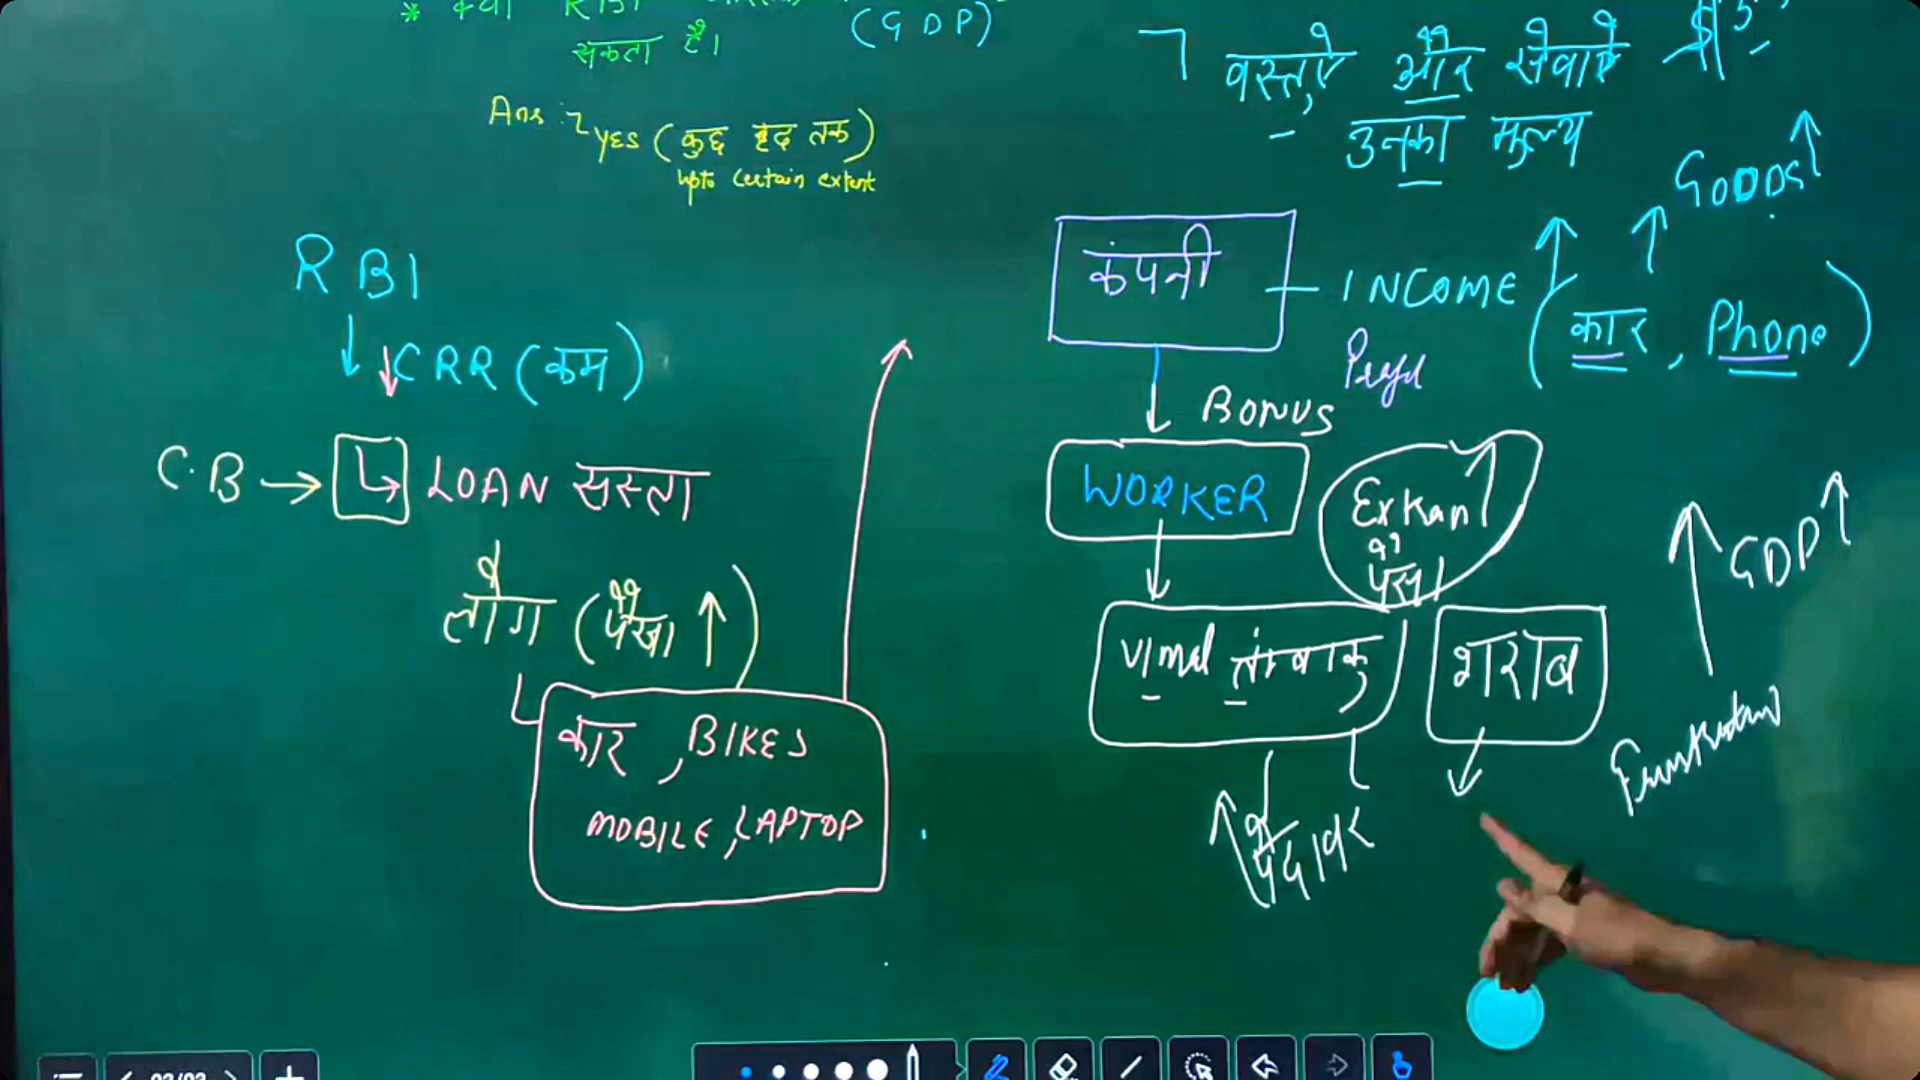 * क्या RBI
सकता है।
(GDP)
Ans :- yes (कुछ हद तक)
upto certain extent
वस्तुऐ और सेवाऐ
उनका मूल्य
RBI
↓ ↓CRR (कम)
C.B → LOAN सस्ता
लोग (पैसा ↑)
कार, BIKES
MOBILE, LAPTOP
GOODS↑
कंपनी — INCOME ↑ (कार, Phone) ↑
BONUS
WORKER
पैसा
Vimal तंबाकू
शराब
GDP↑
↑ पैदावार